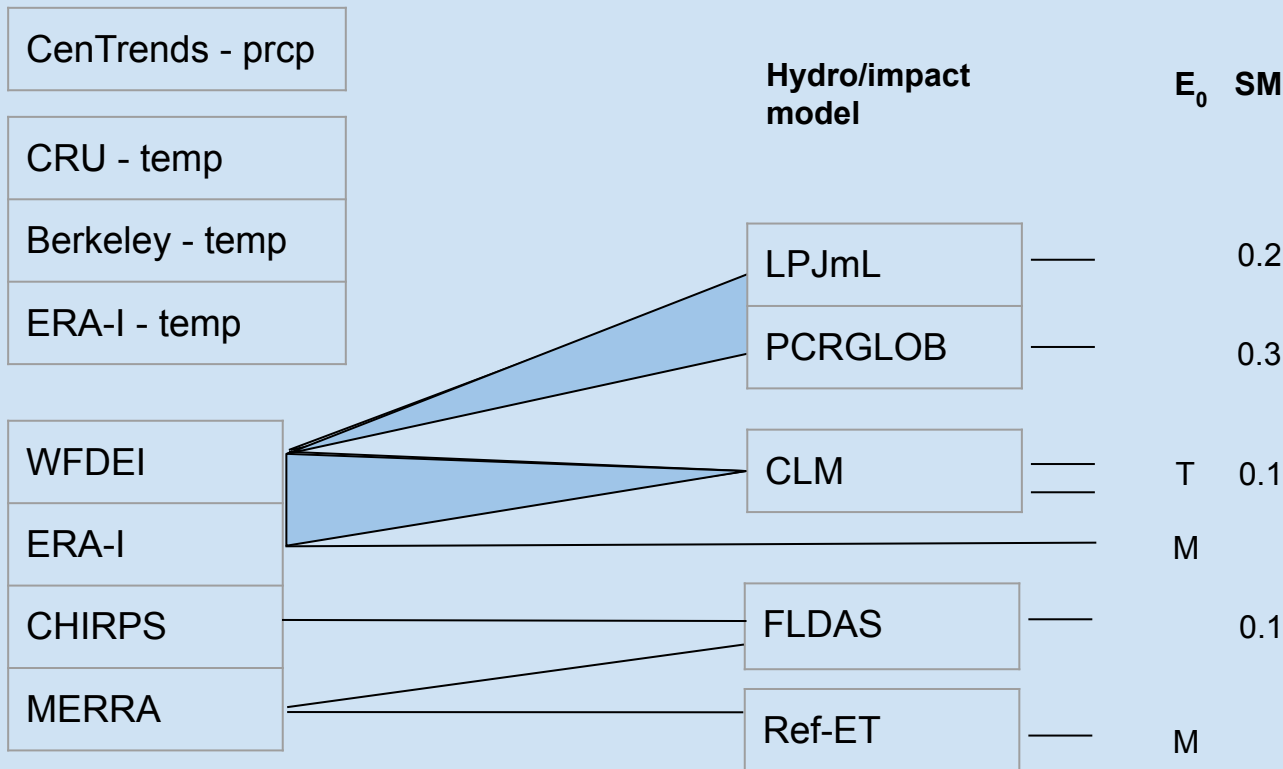 CenTrends - prcp
CRU - temp
Berkeley - temp
ERA-I - temp
WFDEI
ERA-I
CHIRPS
MERRA
Hydro/impact
model
LPJmL
PCRGLOB
CLM
FLDAS
Ref-ET
E₀ SM
0.2
0.3
T 0.1
M
0.1
M